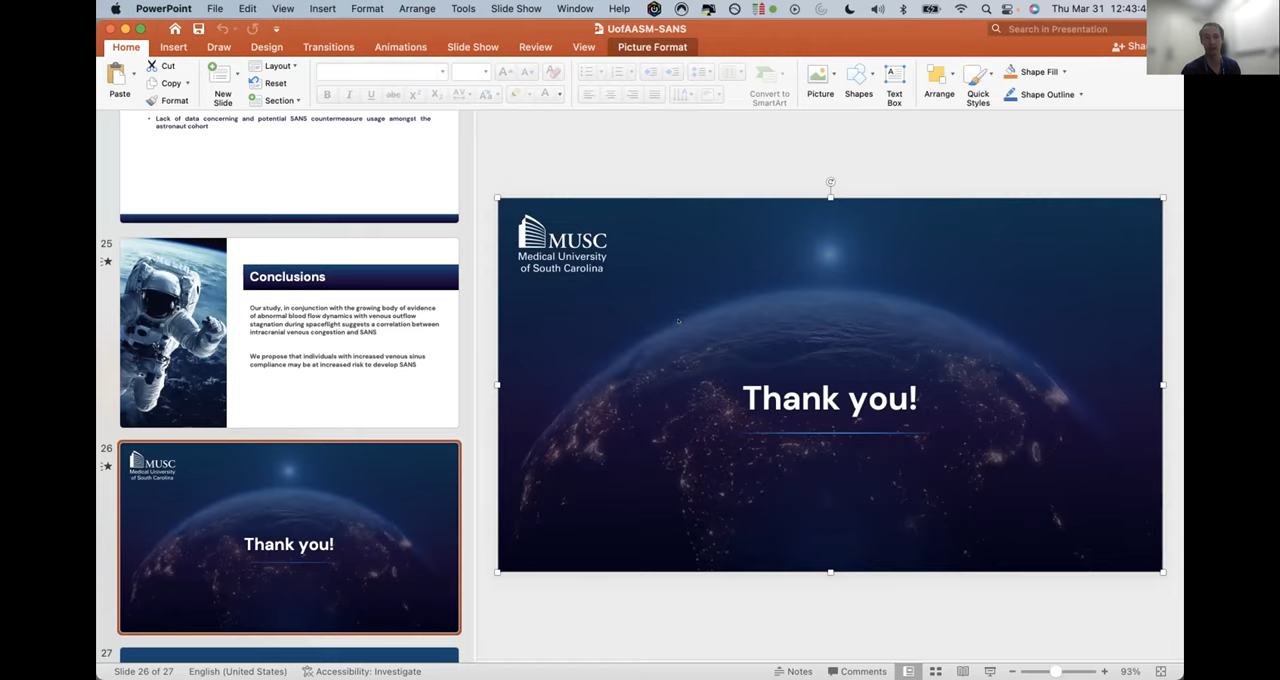 PowerPoint File Edit View Insert Format Arrange Tools Slide Show Window Help Thu Mar 31 12:43:4
UofAASM-SANS
Search in Presentation
Home Insert Draw Design Transitions Animations Slide Show Review View Picture Format
Paste
Cut
Copy
Format
New
Slide
Layout
Reset
Section
Convert to
SmartArt
Picture
Shapes
Text
Box
Arrange
Quick
Styles
Shape Fill
Shape Outline
• Lack of data concerning and potential SANS countermeasure usage amongst the
astronaut cohort
25
Conclusions
Our study, in conjunction with the growing body of evidence
of abnormal blood flow dynamics with venous outflow
stagnation during spaceflight suggests a correlation between
intracranial venous congestion and SANS
We propose that individuals with increased venous sinus
compliance may be at increased risk to develop SANS
26
MUSC
Medical University
of South Carolina
Thank you!
27
MUSC
Medical University
of South Carolina
Thank you!
Slide 26 of 27 English (United States) Accessibility: Investigate Notes Comments 93%